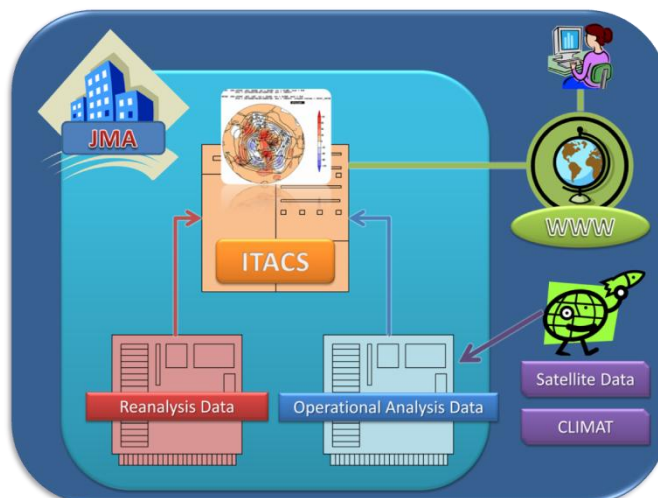 JMA
ITACS
WWW
Reanalysis Data
Operational Analysis Data
Satellite Data
CLIMAT